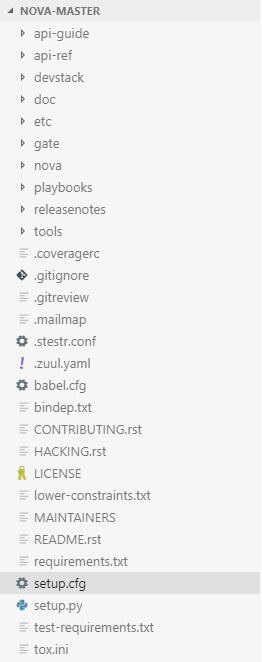 NOVA-MASTER
api-guide
api-ref
devstack
doc
etc
gate
nova
playbooks
releasenotes
tools
.coveragerc
.gitignore
.gitreview
.mailmap
.stestr.conf
.zuul.yaml
babel.cfg
bindep.txt
CONTRIBUTING.rst
HACKING.rst
LICENSE
lower-constraints.txt
MAINTAINERS
README.rst
requirements.txt
setup.cfg
setup.py
test-requirements.txt
tox.ini